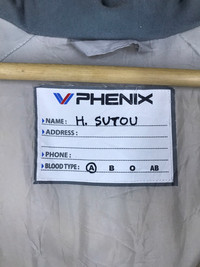 PHENIX
NAME: H. SUTOU
ADDRESS:
PHONE:
BLOOD TYPE: A B O AB